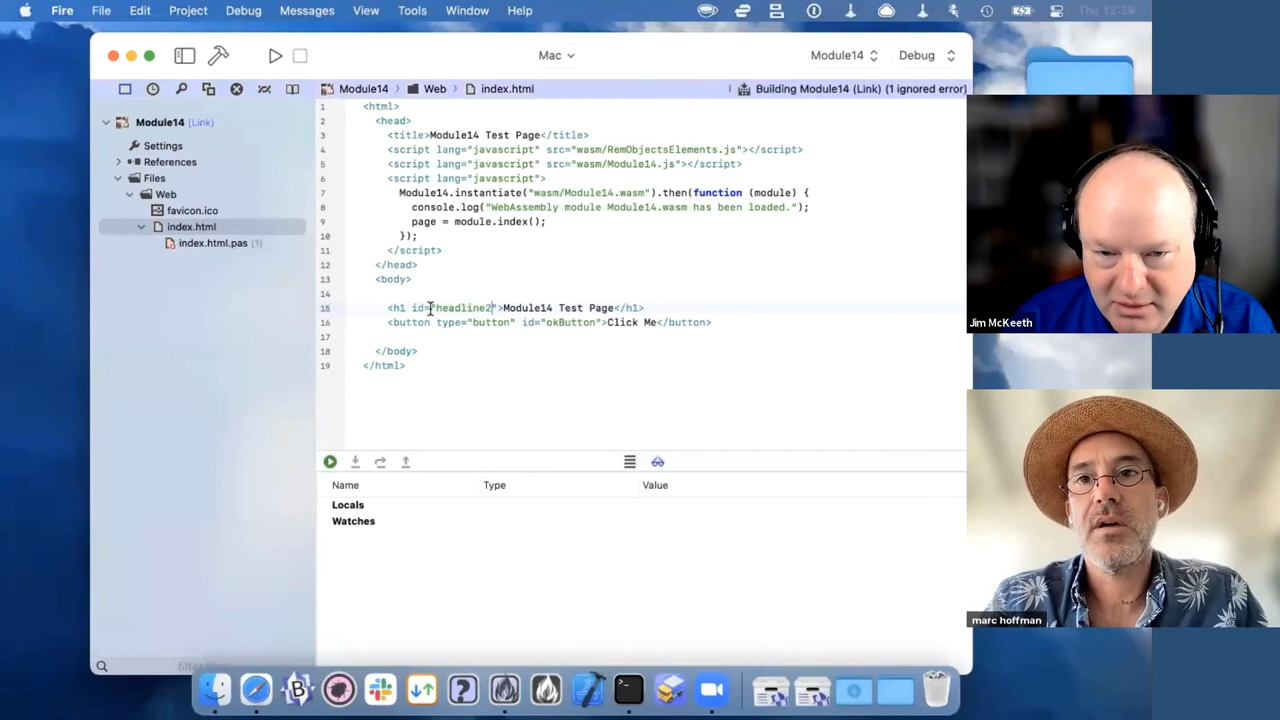 Fire File Edit Project Debug Messages View Tools Window Help Thu 12:35
Mac Module14 Debug
Module14 Web index.html Building Module14 (Link) (1 ignored error)
Module14 (Link)
Settings
References
Files
Web
favicon.ico
index.html
index.html.pas (1)
1 <html>
2 <head>
3 <title>Module14 Test Page</title>
4 <script lang="javascript" src="wasm/RemObjectsElements.js"></script>
5 <script lang="javascript" src="wasm/Module14.js"></script>
6 <script lang="javascript">
7 Module14.instantiate("wasm/Module14.wasm").then(function (module) {
8 console.log("WebAssembly module Module14.wasm has been loaded.");
9 page = module.index();
10 });
11 </script>
12 </head>
13 <body>
14
15 <h1 id="headline2">Module14 Test Page</h1>
16 <button type="button" id="okButton">Click Me</button>
17
18 </body>
19 </html>
Name Type Value
Locals
Watches
Jim McKeeth
marc hoffman